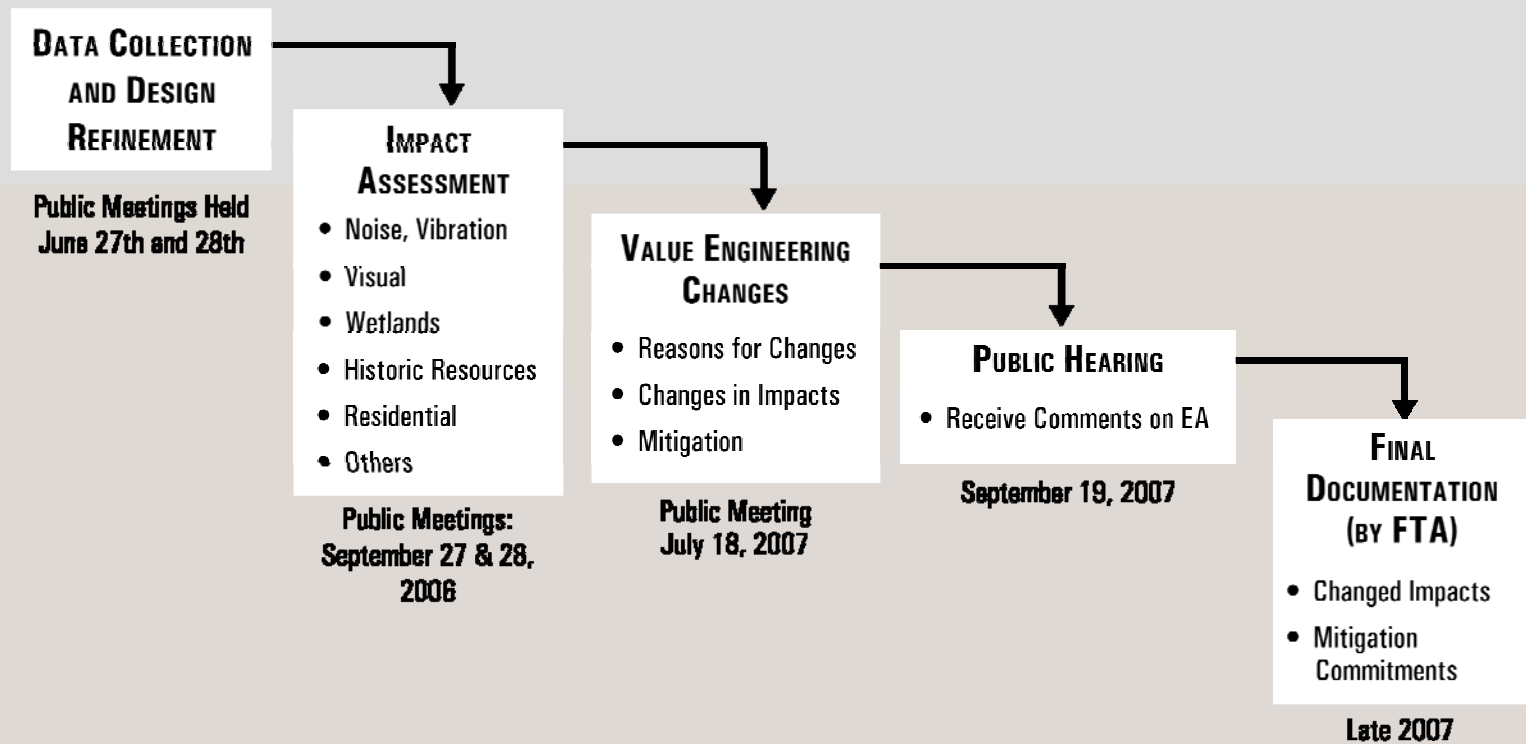 DATA COLLECTION
AND DESIGN
REFINEMENT
Public Meetings Held
June 27th and 28th
IMPACT
ASSESSMENT
• Noise, Vibration
• Visual
• Wetlands
• Historic Resources
• Residential
• Others
Public Meetings:
September 27 & 28,
2006
VALUE ENGINEERING
CHANGES
• Reasons for Changes
• Changes in Impacts
• Mitigation
Public Meeting
July 18, 2007
PUBLIC HEARING
• Receive Comments on EA
September 19, 2007
FINAL
DOCUMENTATION
(BY FTA)
• Changed Impacts
• Mitigation
Commitments
Late 2007